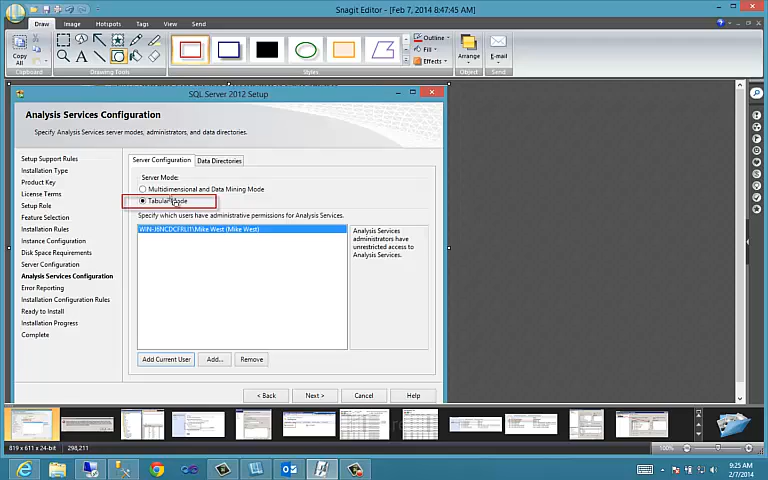 Snagit Editor - [Feb 7, 2014 8:47:45 AM]
Draw
Image
Hotspots
Tags
View
Send
Copy All
Clipboard
Drawing Tools
Styles
Outline
Fill
Effects
Arrange
Object
E-mail
Send
SQL Server 2012 Setup
Analysis Services Configuration
Specify Analysis Services server modes, administrators, and data directories.
Setup Support Rules
Installation Type
Product Key
License Terms
Setup Role
Feature Selection
Installation Rules
Instance Configuration
Disk Space Requirements
Server Configuration
Analysis Services Configuration
Error Reporting
Installation Configuration Rules
Ready to Install
Installation Progress
Complete
Server Configuration
Data Directories
Server Mode:
Multidimensional and Data Mining Mode
Tabular Mode
Specify which users have administrative permissions for Analysis Services.
WIN-J6NCDCFRLI1\Mike West (Mike West)
Analysis Services
administrators have
unrestricted access to
Analysis Services.
Add Current User
Add...
Remove
< Back
Next >
Cancel
Help
819 x 611 x 24-bit
298,211
100%
9:25 AM
2/7/2014